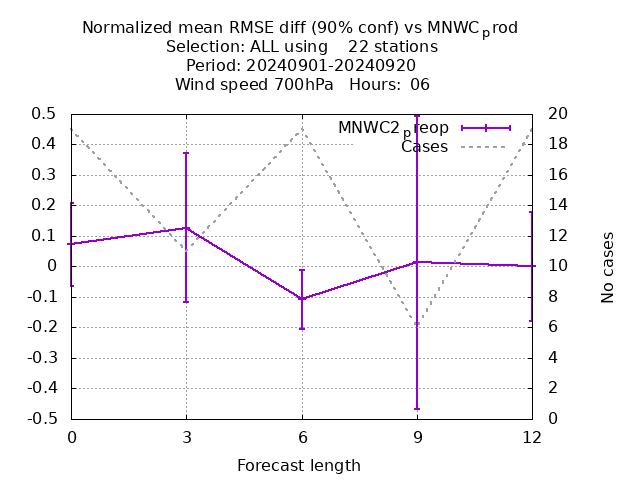 Normalized mean RMSE diff (90% conf) vs MNWC_prod
Selection: ALL using 22 stations
Period: 20240901-20240920
Wind speed 700hPa Hours: 06
MNWC2_preop
Cases
0.5
0.4
0.3
0.2
0.1
0
-0.1
-0.2
-0.3
-0.4
-0.5
20
18
16
14
12
10
8
6
4
2
0
No cases
0 3 6 9 12
Forecast length